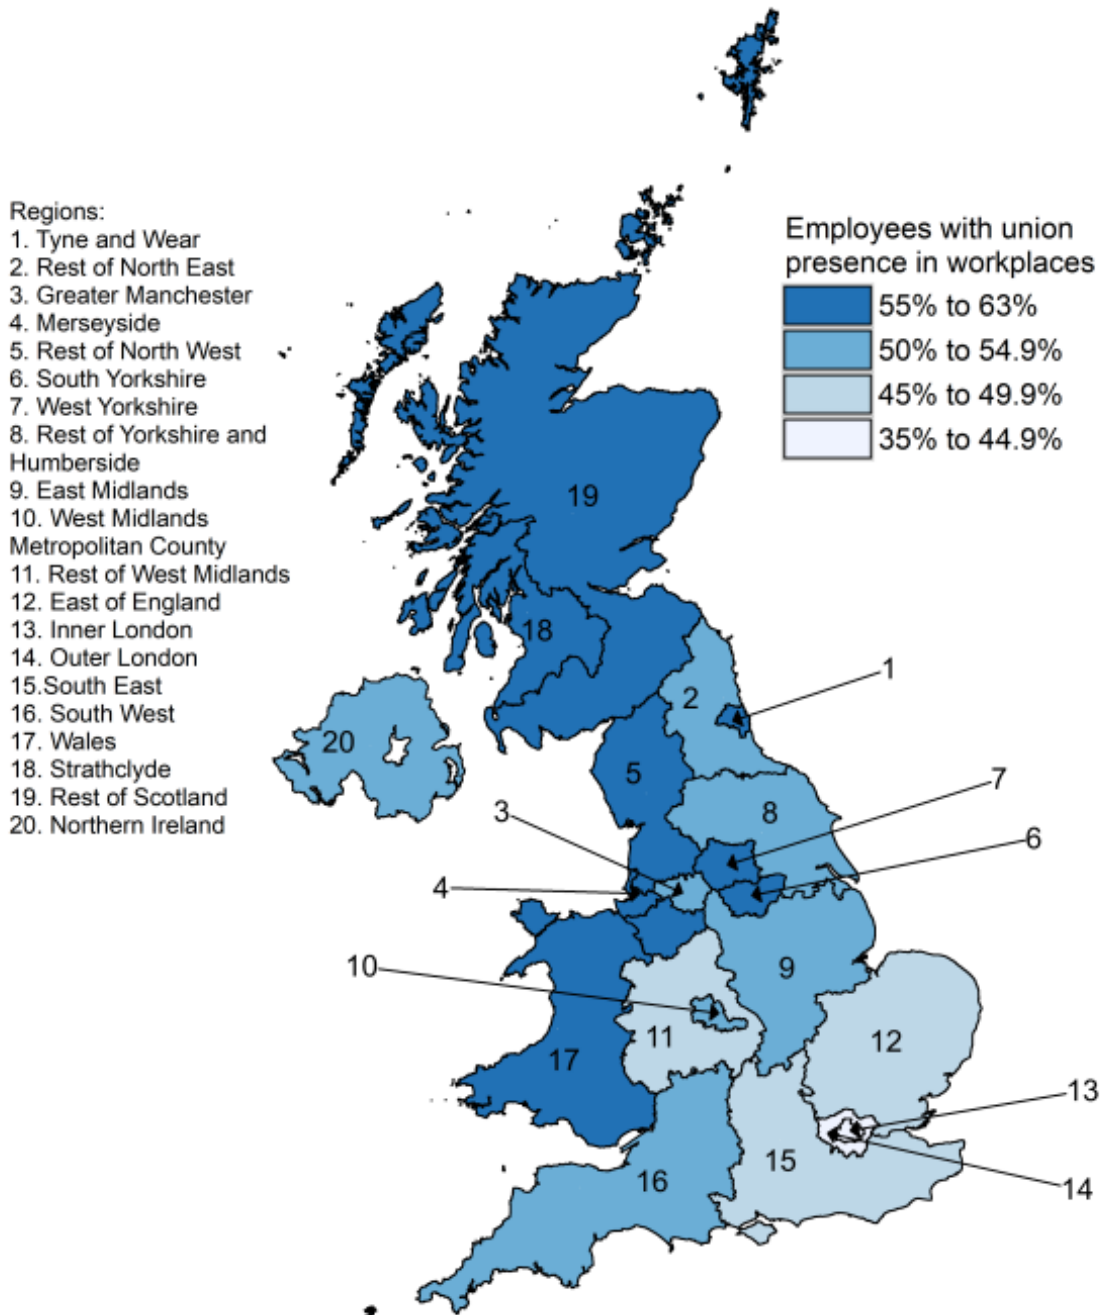 Regions:
1. Tyne and Wear
2. Rest of North East
3. Greater Manchester
4. Merseyside
5. Rest of North West
6. South Yorkshire
7. West Yorkshire
8. Rest of Yorkshire and
Humberside
9. East Midlands
10. West Midlands
Metropolitan County
11. Rest of West Midlands
12. East of England
13. Inner London
14. Outer London
15.South East
16. South West
17. Wales
18. Strathclyde
19. Rest of Scotland
20. Northern Ireland
Employees with union
presence in workplaces
55% to 63%
50% to 54.9%
45% to 49.9%
35% to 44.9%
19
18
1
2
20
5
7
3
8
6
4
10
9
11
12
17
13
15
16
14